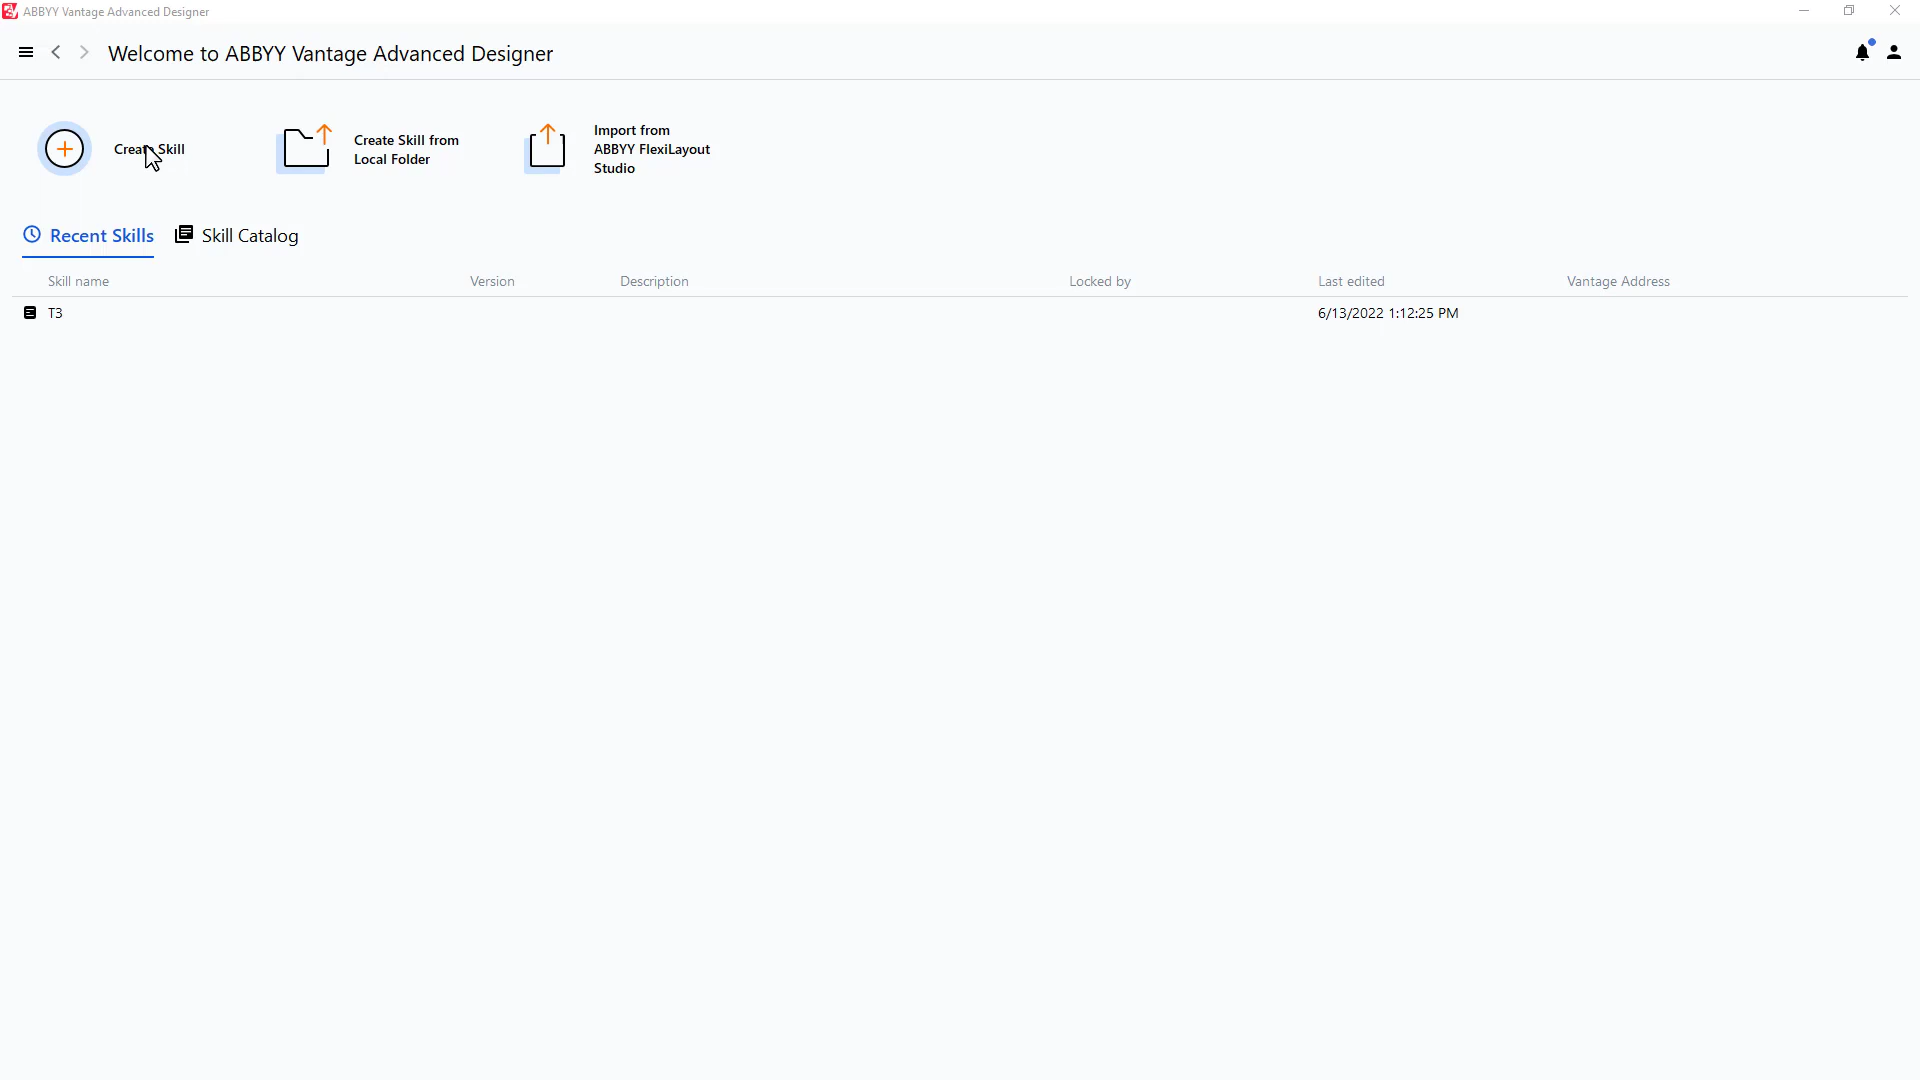 ABBYY Vantage Advanced Designer
Welcome to ABBYY Vantage Advanced Designer
Create Skill
Create Skill from
Local Folder
Import from
ABBYY FlexiLayout
Studio
Recent Skills
Skill Catalog
Skill name Version Description Locked by Last edited Vantage Address
T3 6/13/2022 1:12:25 PM